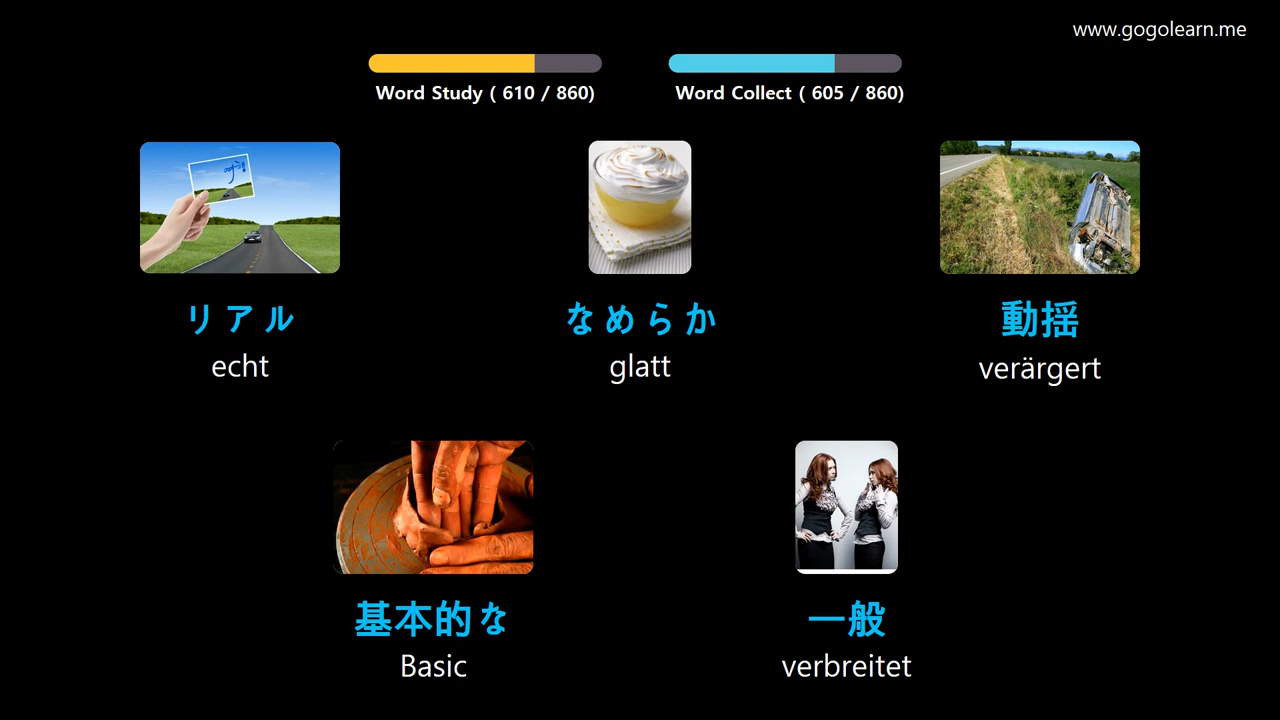 www.gogolearn.me
Word Study ( 610 / 860)
Word Collect ( 605 / 860)
リアル
echt
なめらか
glatt
動揺
verärgert
基本的な
Basic
一般
verbreitet